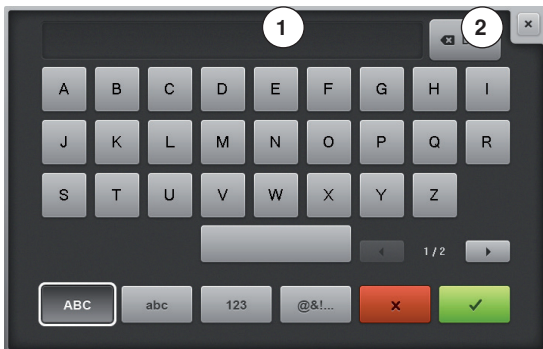 1 2 ×
A B C D E F G H I
J K L M N O P Q R
S T U V W X Y Z
1/2
ABC abc 123 @&!...